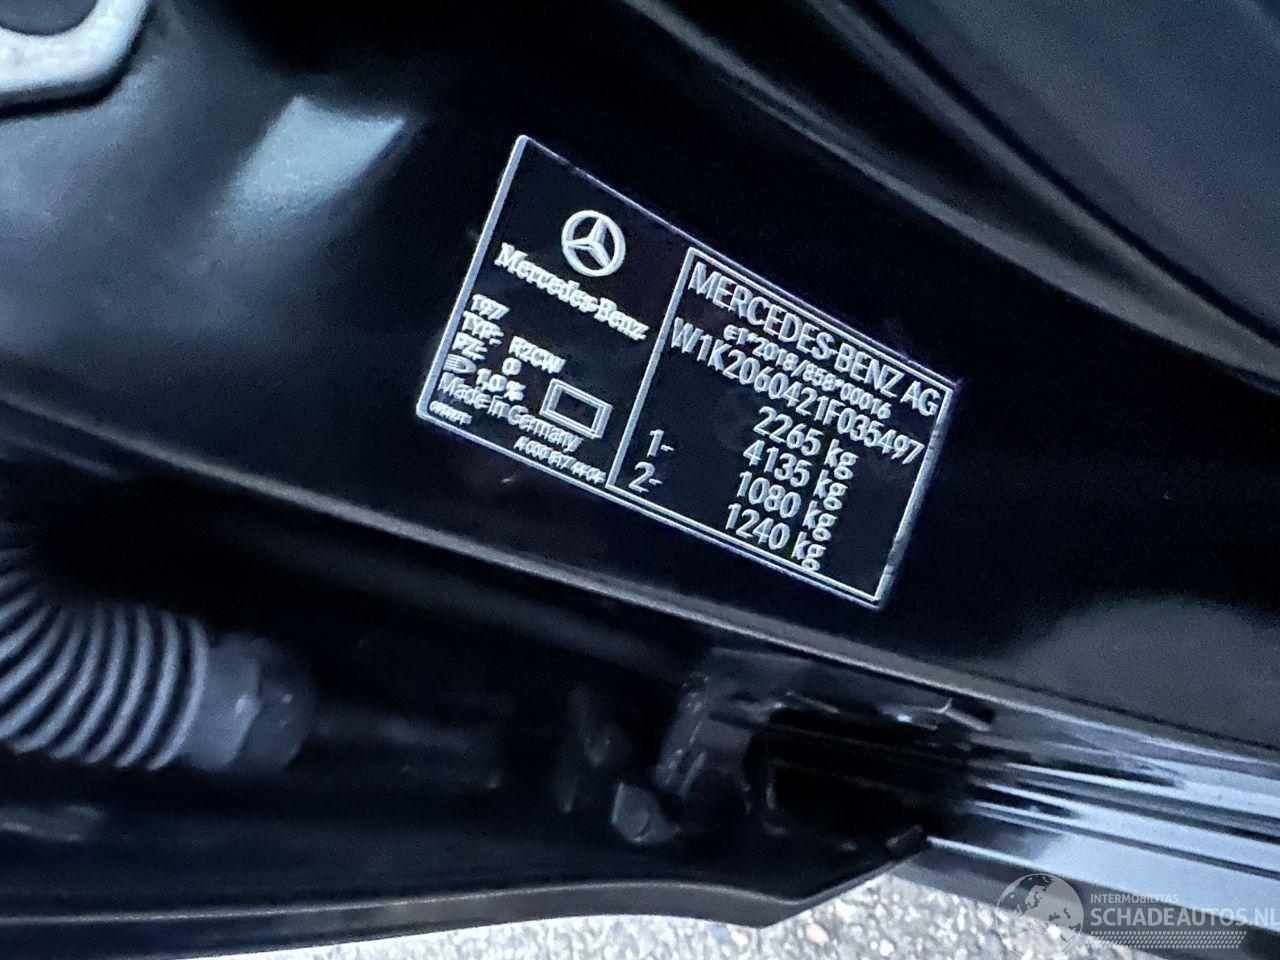 Mercedes-Benz
197
TYP: R2CW
FZ: 0
1,0 %
Made in Germany
MERCEDES-BENZ AG
e1*2018/858*00016
W1K2060421F035497
2265 kg
4135 kg
1- 1080 kg
2- 1240 kg
INTERMOBILITAS
SCHADEAUTOS.NL